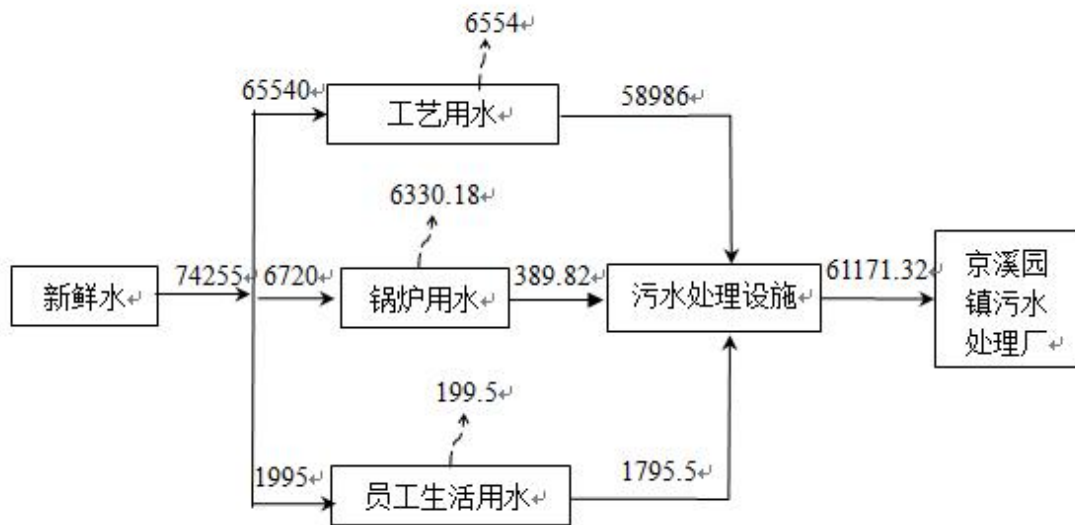 6554
65540
工艺用水
58986
6330.18
新鲜水
74255
6720
锅炉用水
389.82
污水处理设施
61171.32
京溪园
镇污水
处理厂
199.5
1995
员工生活用水
1795.5